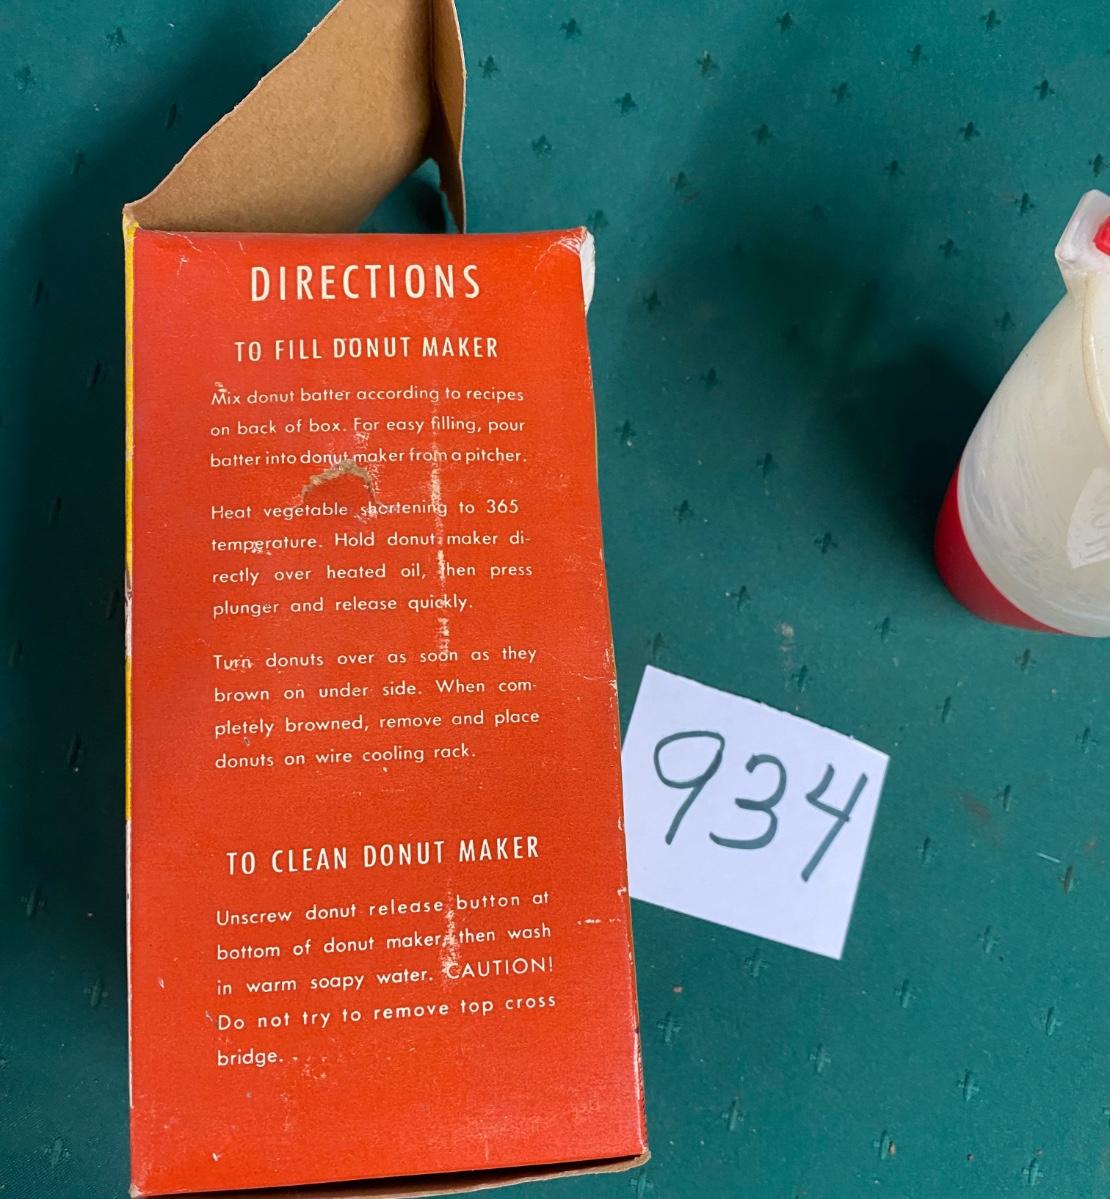 DIRECTIONS
TO FILL DONUT MAKER
Mix donut batter according to recipes
on back of box. For easy filling, pour
batter into donut maker from a pitcher.
Heat vegetable shortening to 365
temperature. Hold donut maker di-
rectly over heated oil, then press
plunger and release quickly.
Turn donuts over as soon as they
brown on under side. When com-
pletely browned, remove and place
donuts on wire cooling rack.
TO CLEAN DONUT MAKER
Unscrew donut release button at
bottom of donut maker, then wash
in warm soapy water. CAUTION!
Do not try to remove top cross
bridge.
934